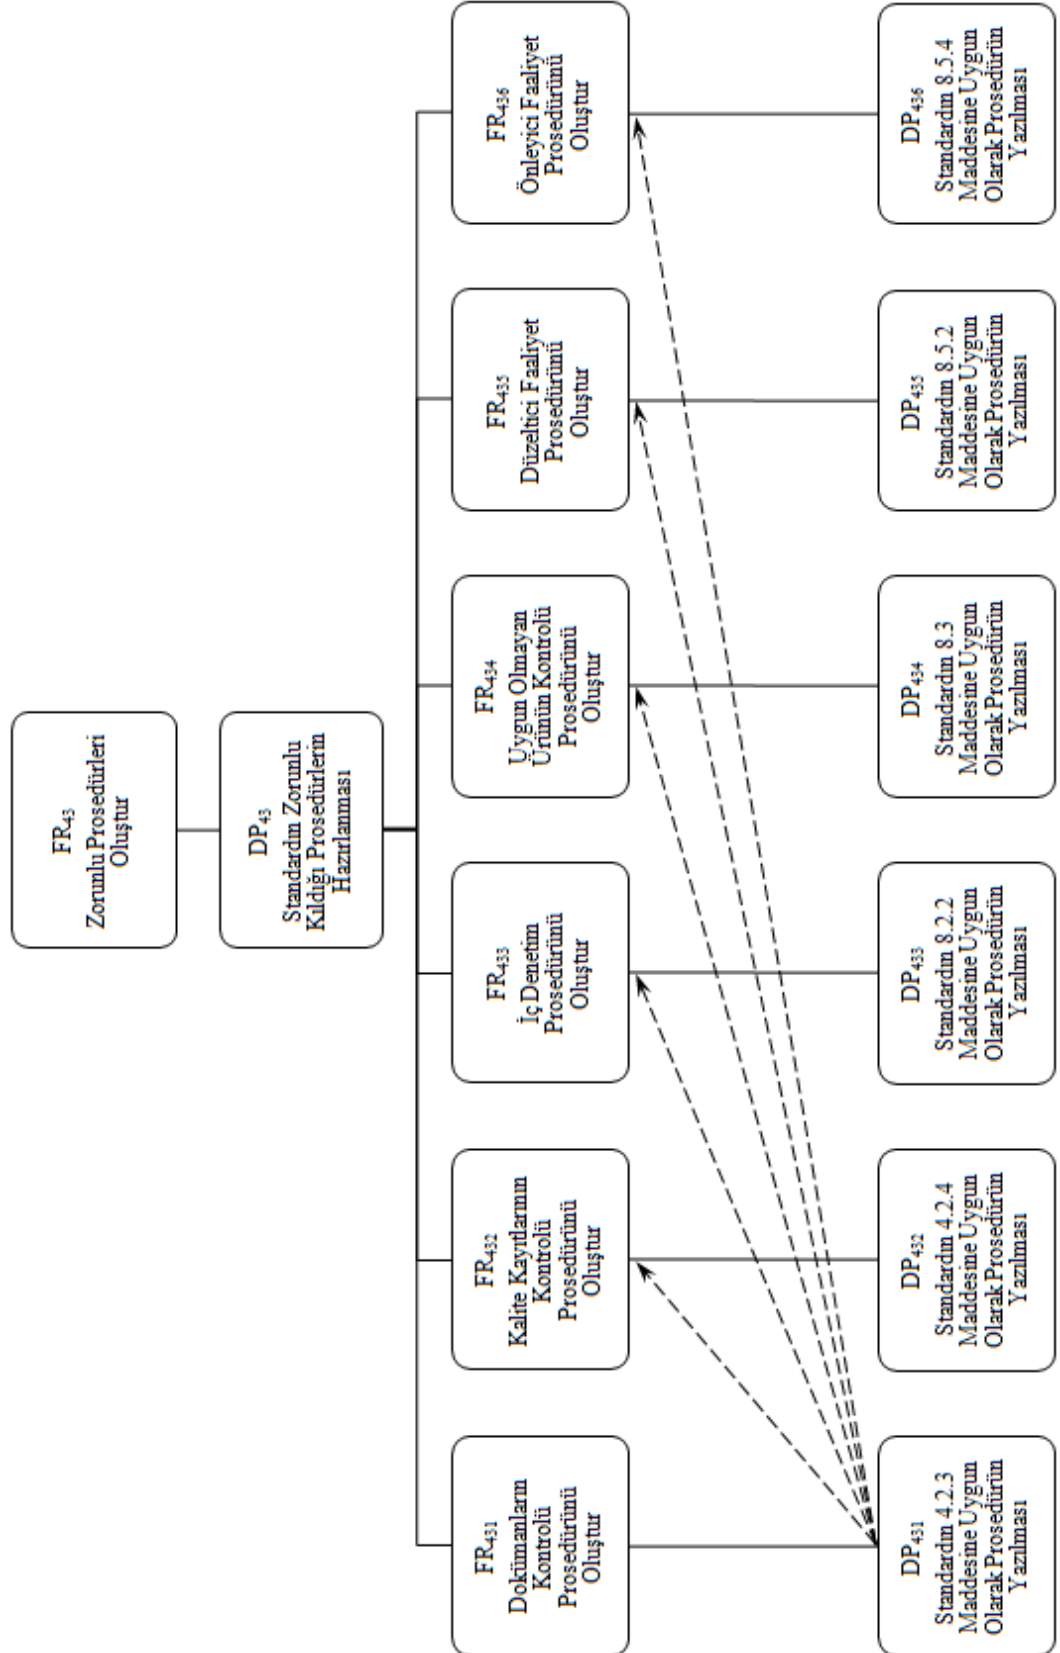 FR43
Zorunlu Prosedürleri
Oluştur
DP43
Standardın Zorunlu
Kıldığı Prosedürlerin
Hazırlanması
FR431
Dokümanların
Kontrolü
Prosedürünü
Oluştur
FR432
Kalite Kayıtlarının
Kontrolü
Prosedürünü
Oluştur
FR433
İç Denetim
Prosedürünü
Oluştur
FR434
Uygun Olmayan
Ürünün Kontrolü
Prosedürünü
Oluştur
FR435
Düzeltici Faaliyet
Prosedürünü
Oluştur
FR436
Önleyici Faaliyet
Prosedürünü
Oluştur
DP431
Standardın 4.2.3
Maddesine Uygun
Olarak Prosedürün
Yazılması
DP432
Standardın 4.2.4
Maddesine Uygun
Olarak Prosedürün
Yazılması
DP433
Standardın 8.2.2
Maddesine Uygun
Olarak Prosedürün
Yazılması
DP434
Standardın 8.3
Maddesine Uygun
Olarak Prosedürün
Yazılması
DP435
Standardın 8.5.2
Maddesine Uygun
Olarak Prosedürün
Yazılması
DP436
Standardın 8.5.4
Maddesine Uygun
Olarak Prosedürün
Yazılması